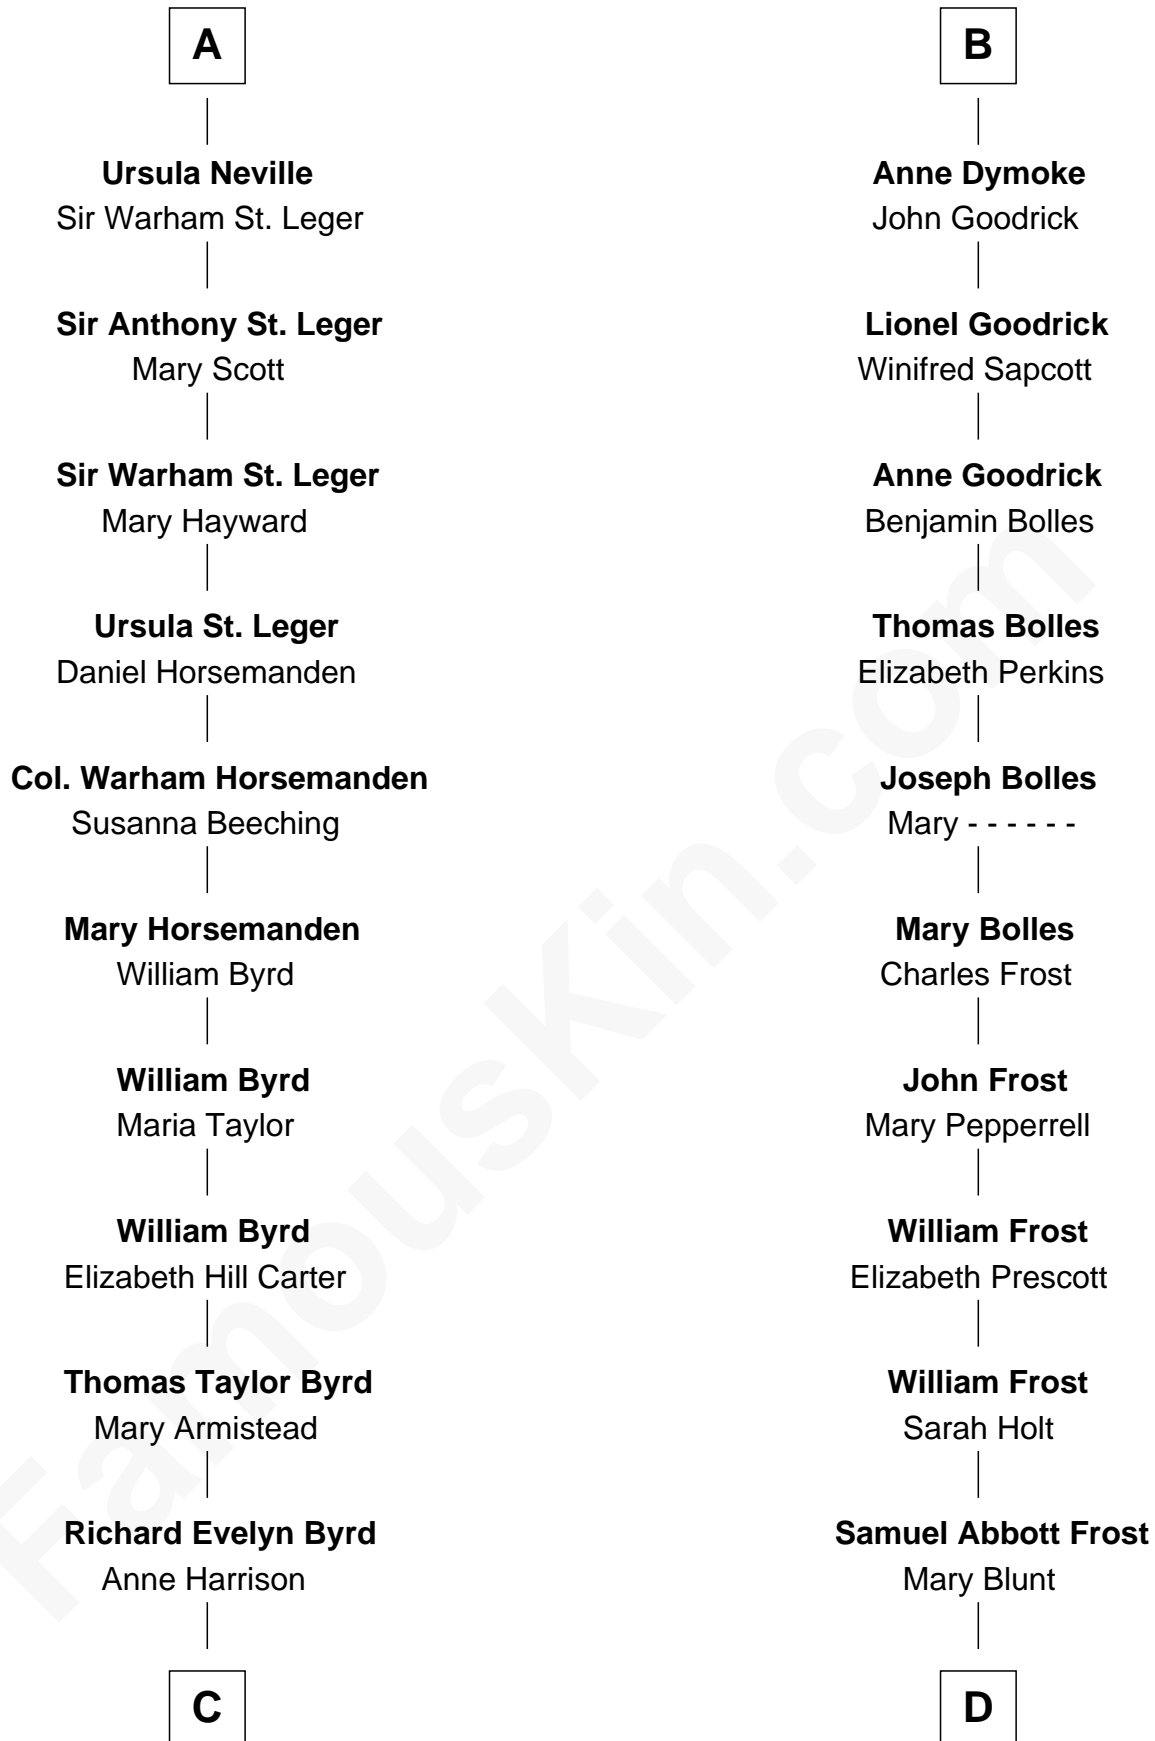 A
Ursula Neville
Sir Warham St. Leger
Sir Anthony St. Leger
Mary Scott
Sir Warham St. Leger
Mary Hayward
Ursula St. Leger
Daniel Horsemanden
Col. Warham Horsemanden
Susanna Beeching
Mary Horsemanden
William Byrd
William Byrd
Maria Taylor
William Byrd
Elizabeth Hill Carter
Thomas Taylor Byrd
Mary Armistead
Richard Evelyn Byrd
Anne Harrison
C
B
Anne Dymoke
John Goodrick
Lionel Goodrick
Winifred Sapcott
Anne Goodrick
Benjamin Bolles
Thomas Bolles
Elizabeth Perkins
Joseph Bolles
Mary - - - - - -
Mary Bolles
Charles Frost
John Frost
Mary Pepperrell
William Frost
Elizabeth Prescott
William Frost
Sarah Holt
Samuel Abbott Frost
Mary Blunt
D
FamousKin.com